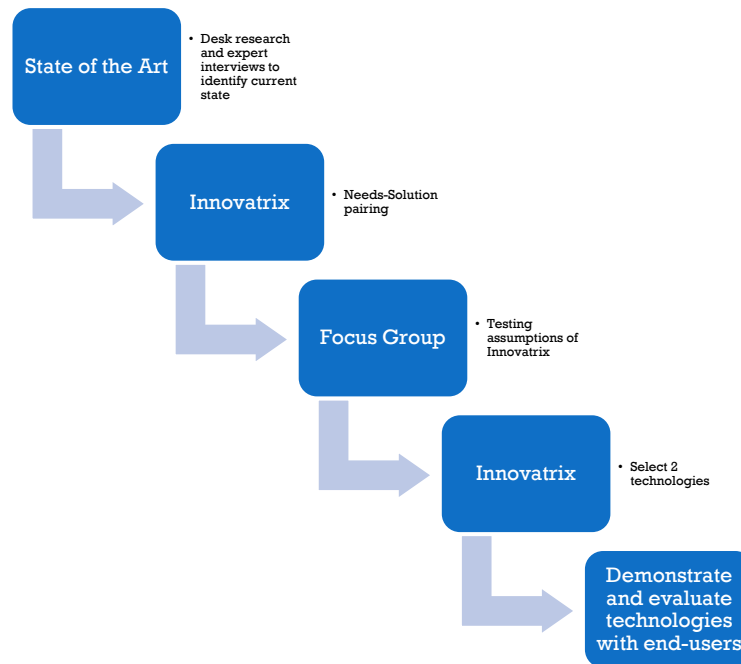 State of the Art
• Desk research
and expert
interviews to
identify current
state
Innovatrix
• Needs-Solution
pairing
Focus Group
• Testing
assumptions of
Innovatrix
Innovatrix
• Select 2
technologies
Demonstrate
and evaluate
technologies
with end-users